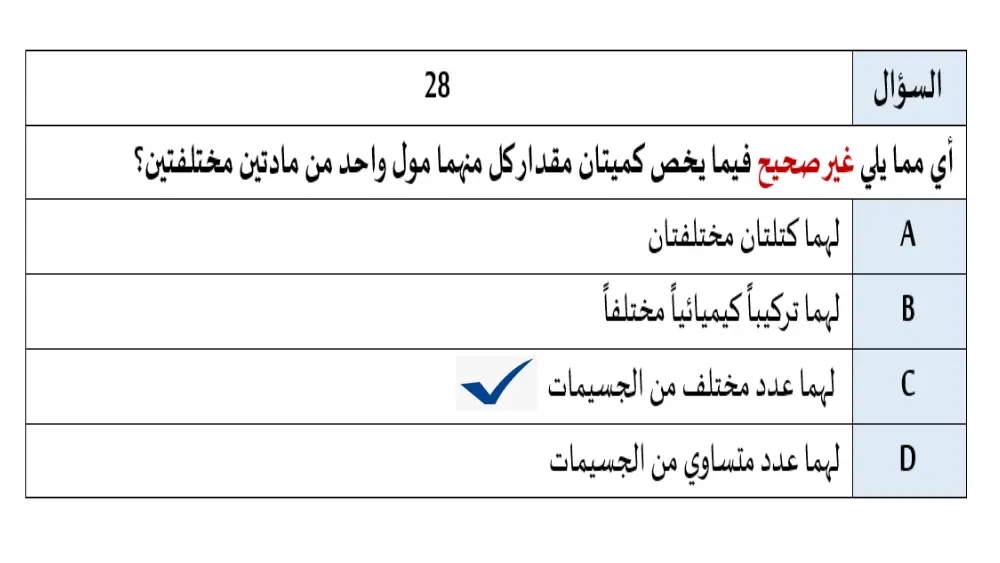 السؤال 28
أي مما يلي غير صحيح فيما يخص كميتان مقدار كل منهما مول واحد من مادتين مختلفتين؟
A لهما كتلتان مختلفتان
B لهما تركيباً كيميائياً مختلفاً
C لهما عدد مختلف من الجسيمات
D لهما عدد متساوي من الجسيمات